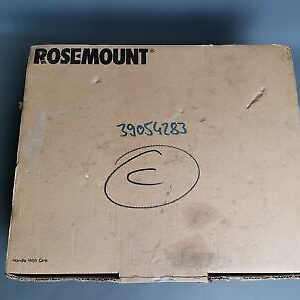 ROSEMOUNT®
39054283
C
Handle With Care